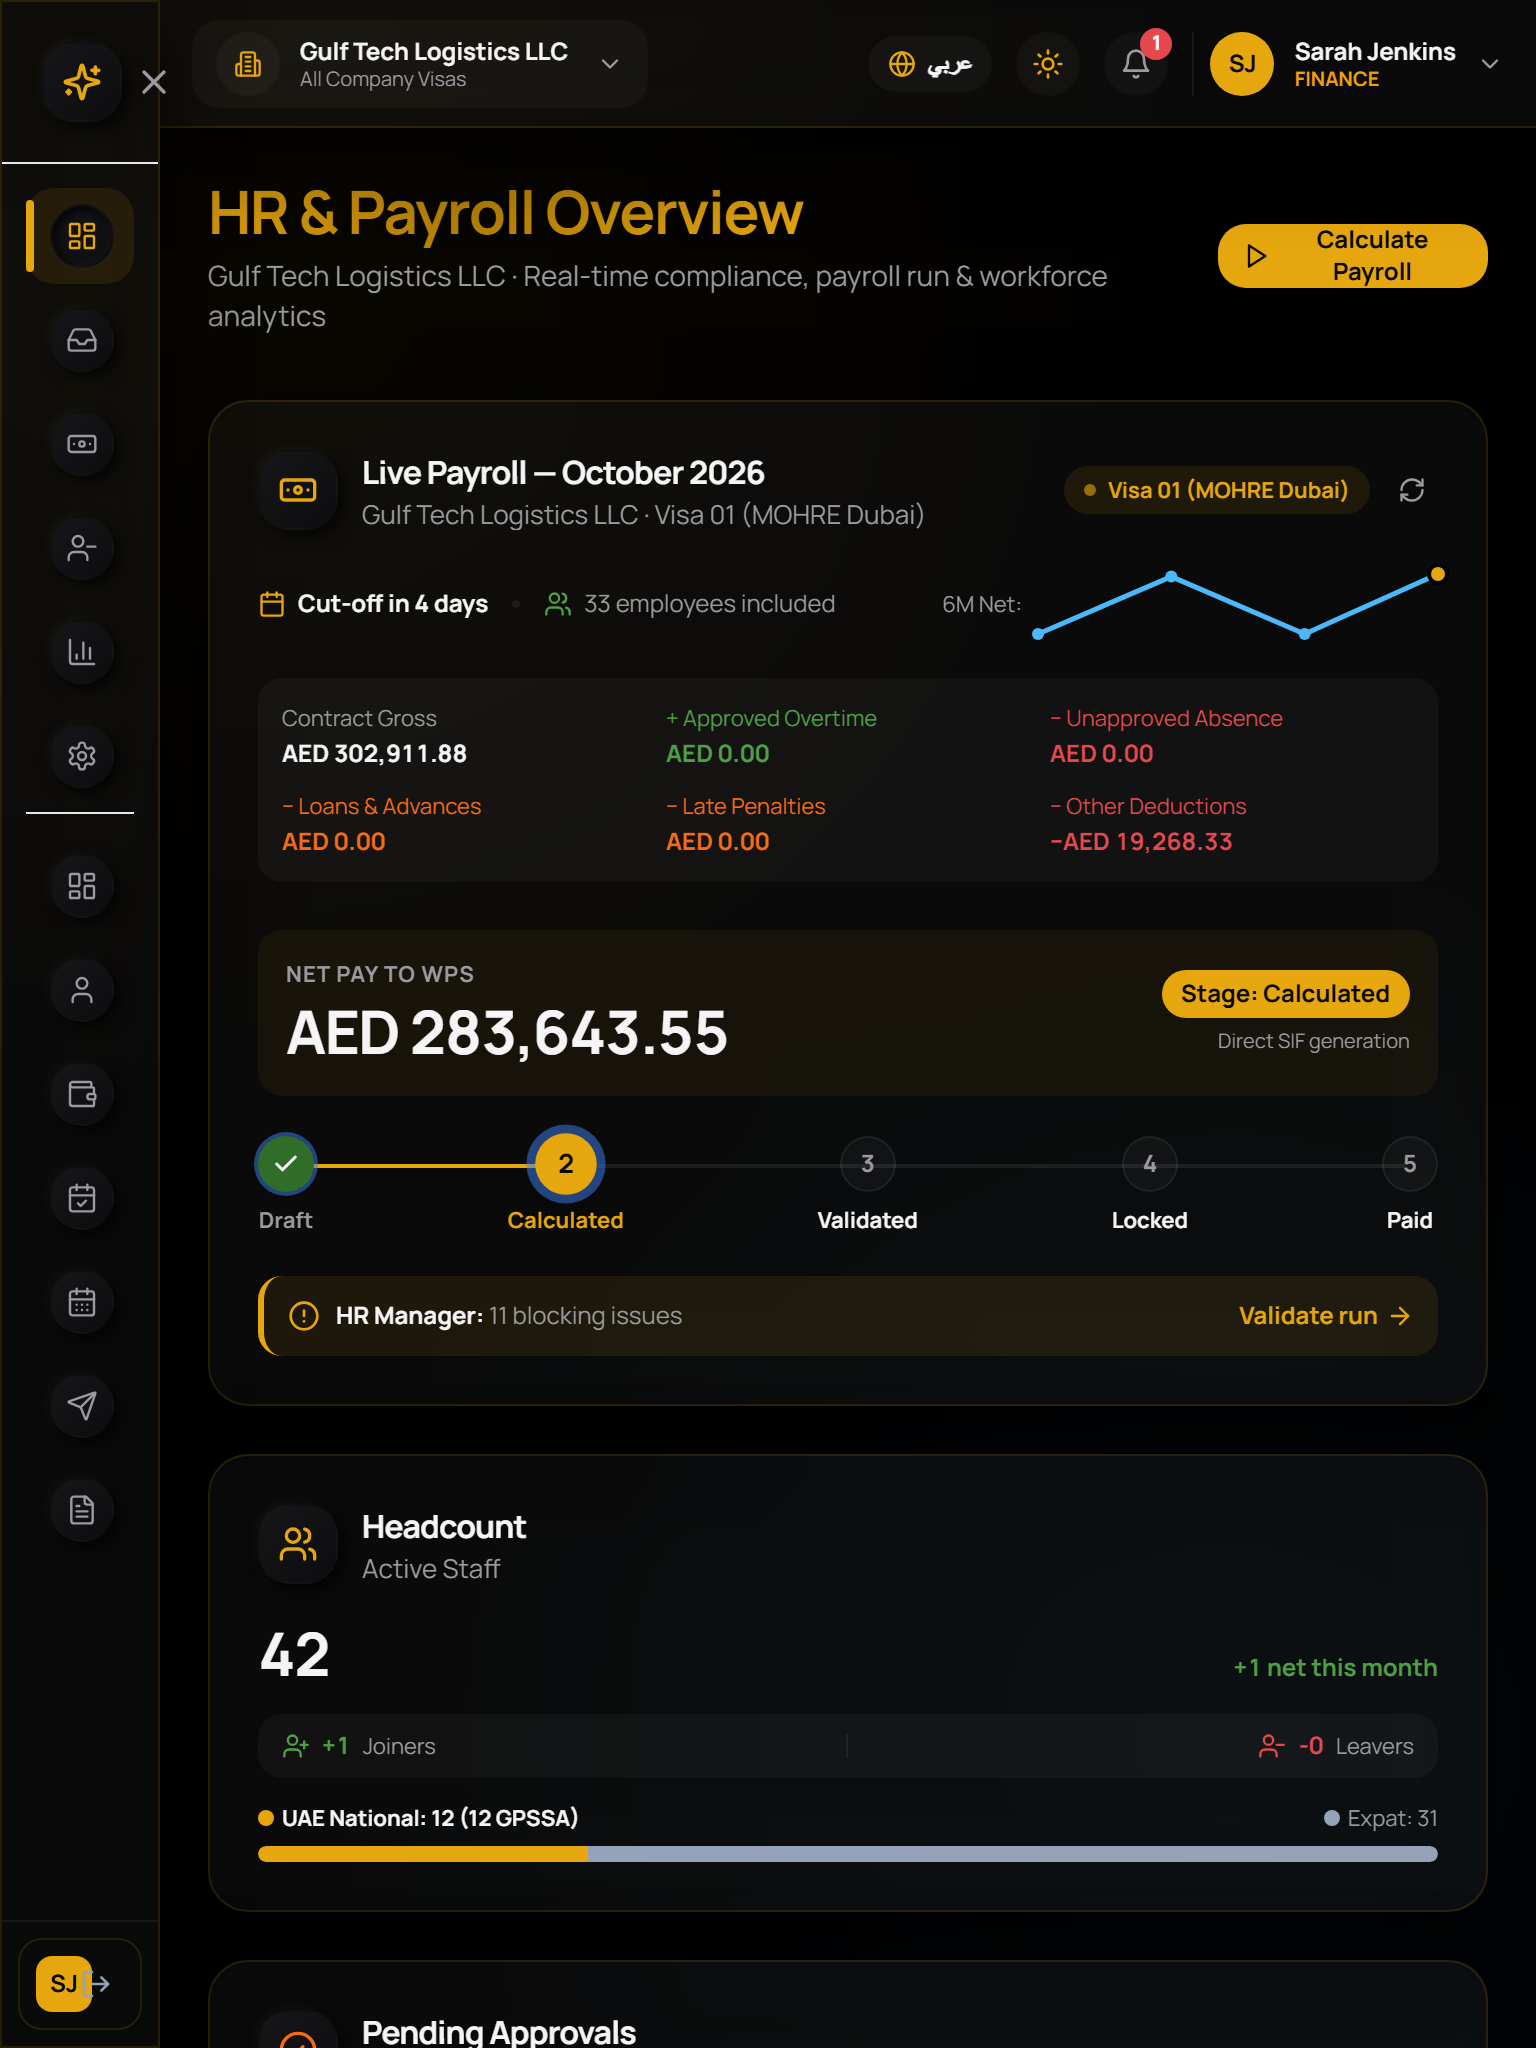 Gulf Tech Logistics LLC
All Company Visas
عربي
1
SJ
Sarah Jenkins
FINANCE
HR & Payroll Overview
Gulf Tech Logistics LLC · Real-time compliance, payroll run & workforce
analytics
Calculate
Payroll
Live Payroll — October 2026
Gulf Tech Logistics LLC · Visa 01 (MOHRE Dubai)
Visa 01 (MOHRE Dubai)
Cut-off in 4 days
33 employees included
6M Net:
Contract Gross
AED 302,911.88
+ Approved Overtime
AED 0.00
− Unapproved Absence
AED 0.00
− Loans & Advances
AED 0.00
− Late Penalties
AED 0.00
− Other Deductions
−AED 19,268.33
NET PAY TO WPS
AED 283,643.55
Stage: Calculated
Direct SIF generation
2
3
4
5
Draft
Calculated
Validated
Locked
Paid
HR Manager: 11 blocking issues
Validate run →
Headcount
Active Staff
42
+1 net this month
+1 Joiners
-0 Leavers
UAE National: 12 (12 GPSSA)
Expat: 31
SJ
Pending Approvals